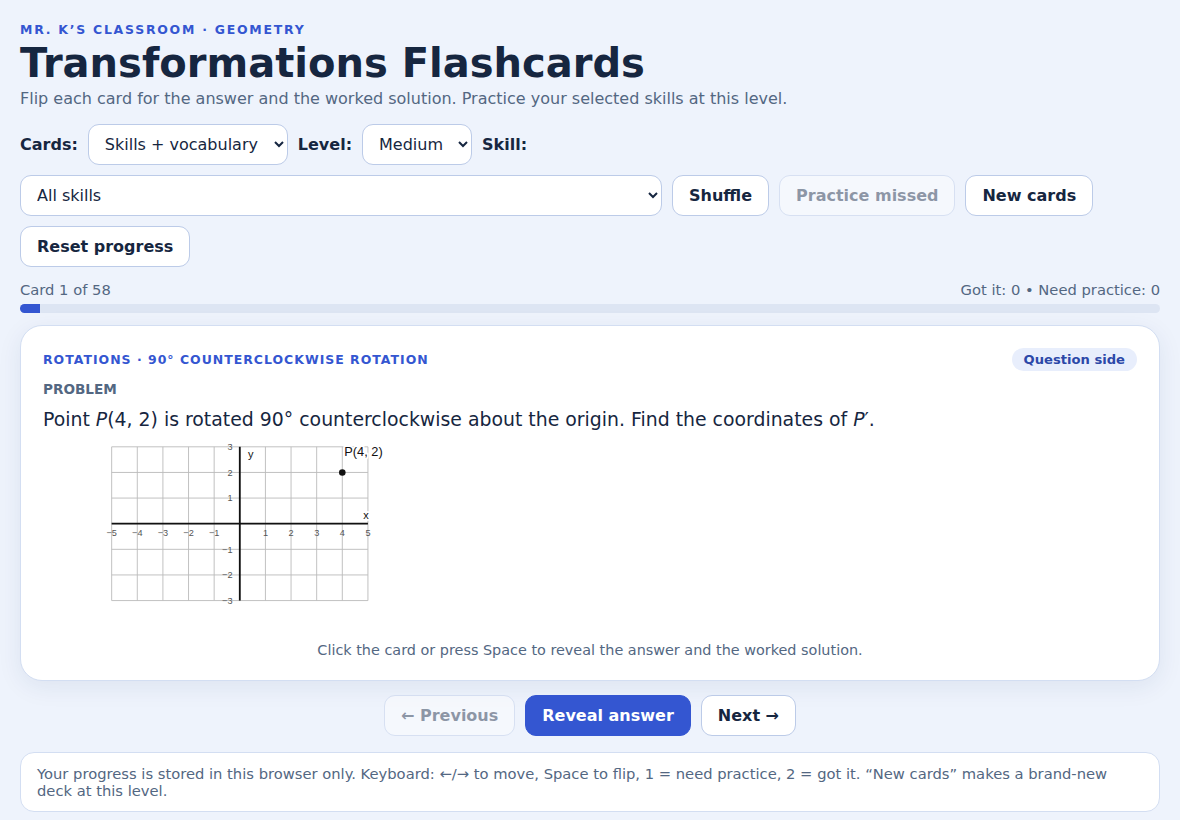 MR. K’S CLASSROOM · GEOMETRY
Transformations Flashcards
Flip each card for the answer and the worked solution. Practice your selected skills at this level.
Cards: Skills + vocabulary Level: Medium Skill:
All skills Shuffle Practice missed New cards
Reset progress
Card 1 of 58 Got it: 0 • Need practice: 0
ROTATIONS · 90° COUNTERCLOCKWISE ROTATION Question side
PROBLEM
Point P(4, 2) is rotated 90° counterclockwise about the origin. Find the coordinates of P′.
3
y
P(4, 2)
2
1
x
−5 −4 −3 −2 −1 1 2 3 4 5
−1
−2
−3
Click the card or press Space to reveal the answer and the worked solution.
← Previous Reveal answer Next →
Your progress is stored in this browser only. Keyboard: ←/→ to move, Space to flip, 1 = need practice, 2 = got it. “New cards” makes a brand-new
deck at this level.